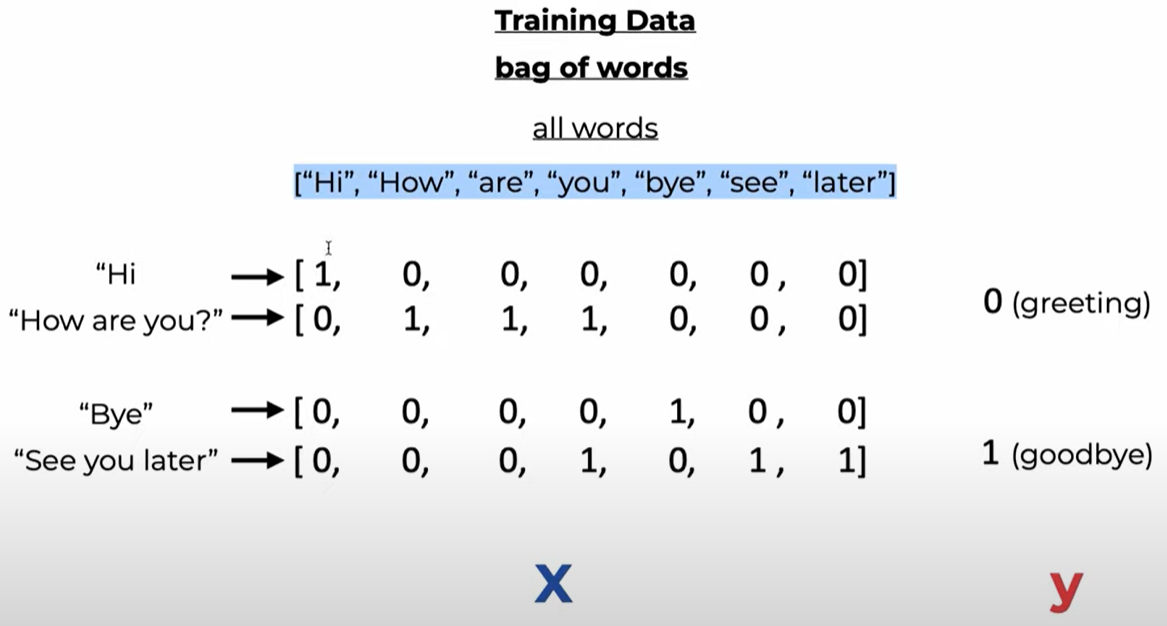 Training Data
bag of words
all words
[“Hi”, “How”, “are”, “you”, “bye”, “see”, “later”]
“Hi → [ 1, 0, 0, 0, 0, 0 , 0]
“How are you?” → [ 0, 1, 1, 1, 0, 0 , 0]
0 (greeting)
“Bye” → [ 0, 0, 0, 0, 1, 0 , 0]
“See you later” → [ 0, 0, 0, 1, 0, 1 , 1]
1 (goodbye)
X y